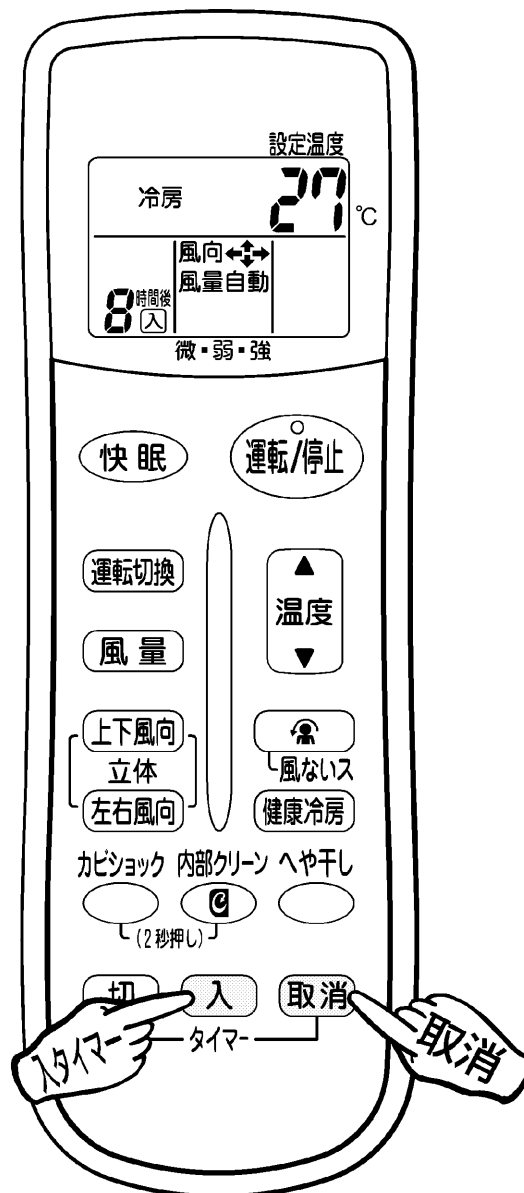 設定温度
冷房 27 ℃
風向
8 時間後 入 風量自動
微・弱・強
快眠 運転/停止
運転切換
▲
温度
▼
風量
上下風向
立体 風ないス
左右風向 健康冷房
カビショック 内部クリーン へや干し
(2秒押し)
切 入 取消
入タイマー タイマー 取消